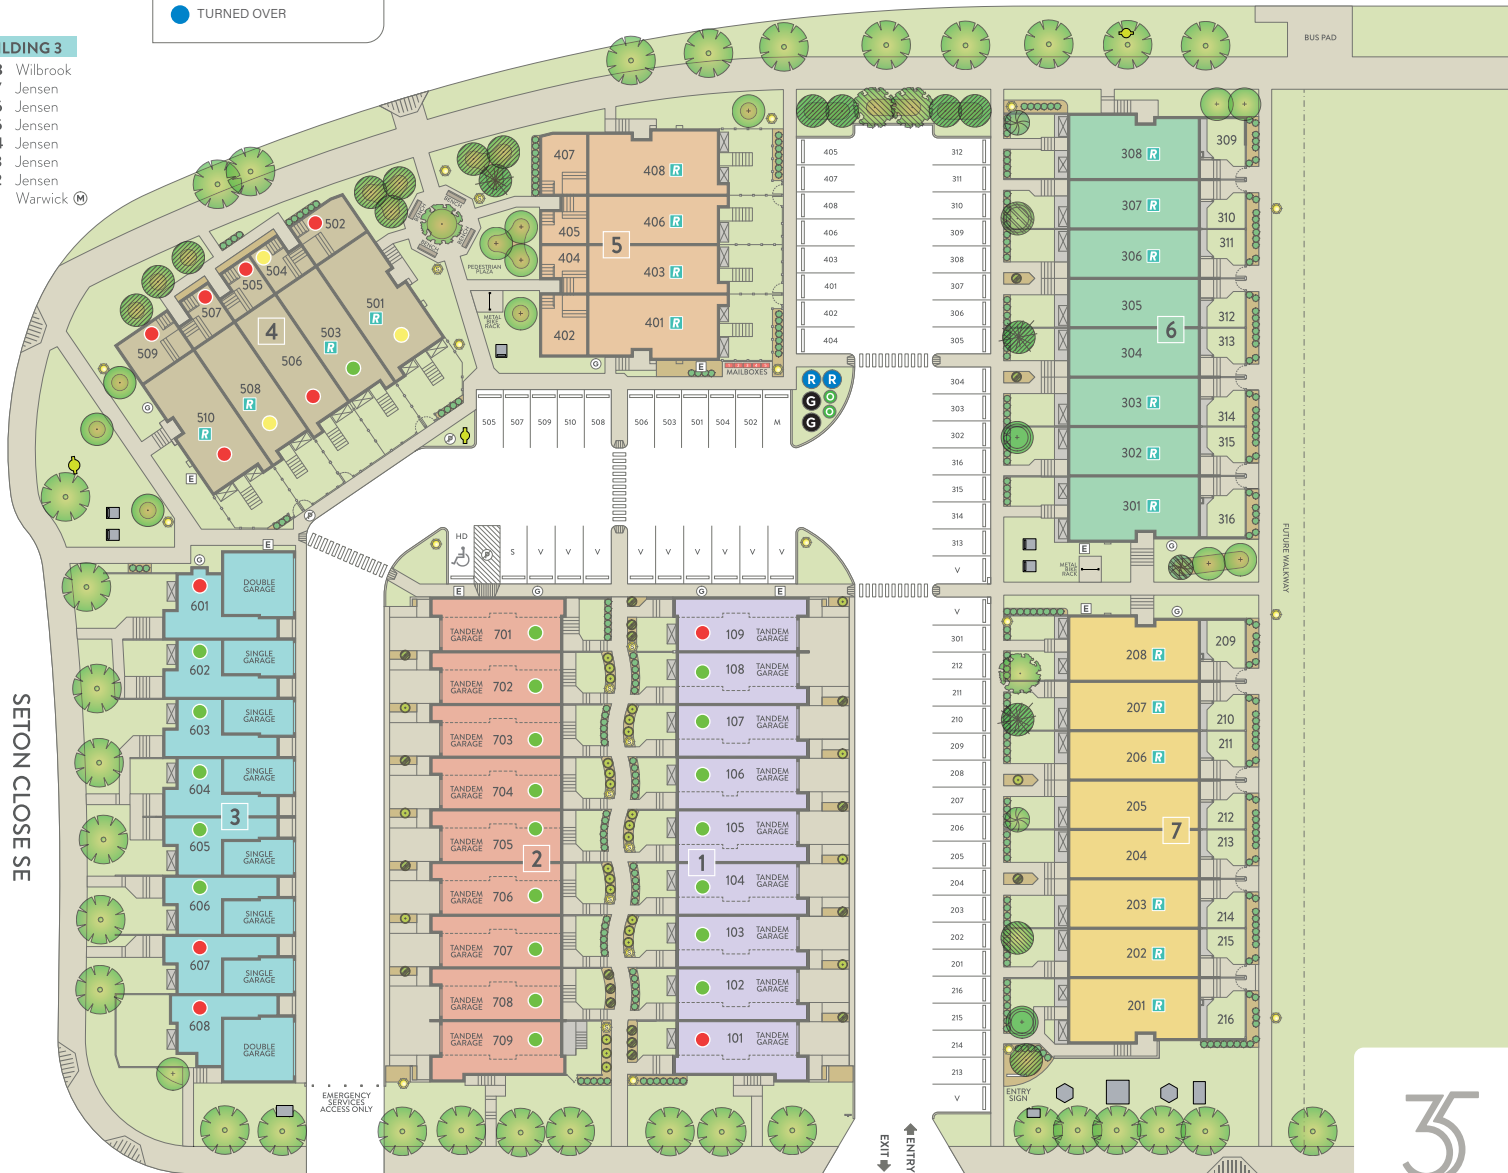 TURNED OVER
BUS PAD
LDING 3
Wilbrook
Jensen
Jensen
Jensen
Jensen
Jensen
Jensen
Warwick M
407
408 R
405
406 R
5
404
403 R
402
401 R
BENCH
BENCH
BENCH
BENCH
PEDESTRIAN
PLAZA
METAL
BIKE
RACK
G
E
MAILBOXES
502
504
505
507
509
501
R
503
R
4
506
508
R
510
R
G
E
P
P
405
407
408
406
403
401
402
404
312
311
310
309
308
307
306
305
R R
G O
G O
304
303
302
316
315
314
313
V
505
507
509
510
508
506
503
501
504
502
M
HD
P
S
V
V
V
V
V
V
V
V
V
308 R
307 R
306 R
305
6
304
303 R
302 R
301 R
309
310
311
312
313
314
315
316
E
G
METAL
BIKE
RACK
FUTURE WALKWAY
E
G
208 R
207 R
206 R
205
7
204
203 R
202 R
201 R
209
210
211
212
213
214
215
216
V
301
212
211
210
209
208
207
206
205
204
203
202
201
216
215
214
213
V
ENTRY
SIGN
E
G
601
DOUBLE
GARAGE
602
SINGLE
GARAGE
603
SINGLE
GARAGE
604
SINGLE
GARAGE
3
605
SINGLE
GARAGE
606
SINGLE
GARAGE
607
SINGLE
GARAGE
608
DOUBLE
GARAGE
SETON CLOSE SE
EMERGENCY
SERVICES
ACCESS ONLY
E
G
TANDEM
GARAGE
701
TANDEM
GARAGE
702
TANDEM
GARAGE
703
TANDEM
GARAGE
704
TANDEM
GARAGE
705
2
TANDEM
GARAGE
706
TANDEM
GARAGE
707
TANDEM
GARAGE
708
TANDEM
GARAGE
709
G
E
109
TANDEM
GARAGE
108
TANDEM
GARAGE
107
TANDEM
GARAGE
106
TANDEM
GARAGE
105
TANDEM
GARAGE
1
104
TANDEM
GARAGE
103
TANDEM
GARAGE
102
TANDEM
GARAGE
101
TANDEM
GARAGE
EXIT
ENTRY
35